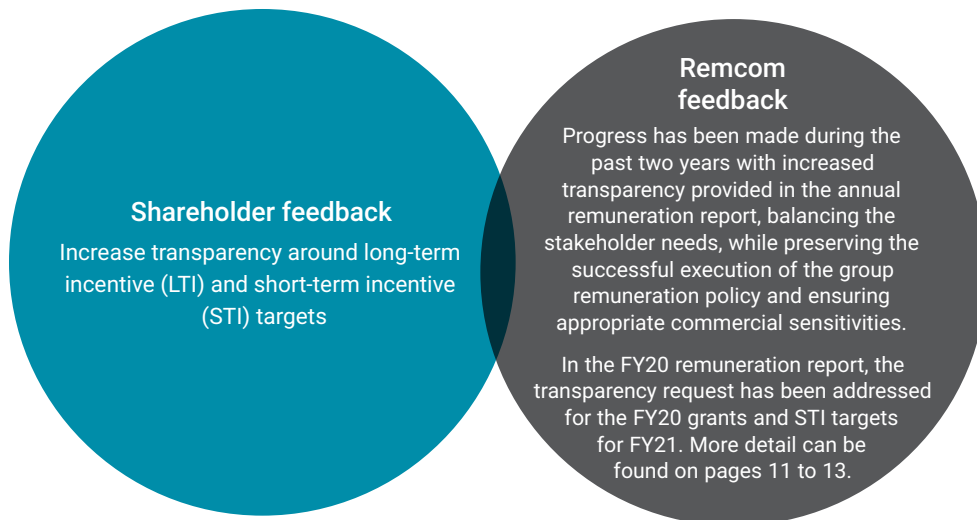 Shareholder feedback
Increase transparency around long-term
incentive (LTI) and short-term incentive
(STI) targets
Remcom
feedback
Progress has been made during the
past two years with increased
transparency provided in the annual
remuneration report, balancing the
stakeholder needs, while preserving the
successful execution of the group
remuneration policy and ensuring
appropriate commercial sensitivities.
In the FY20 remuneration report, the
transparency request has been addressed
for the FY20 grants and STI targets
for FY21. More detail can be
found on pages 11 to 13.